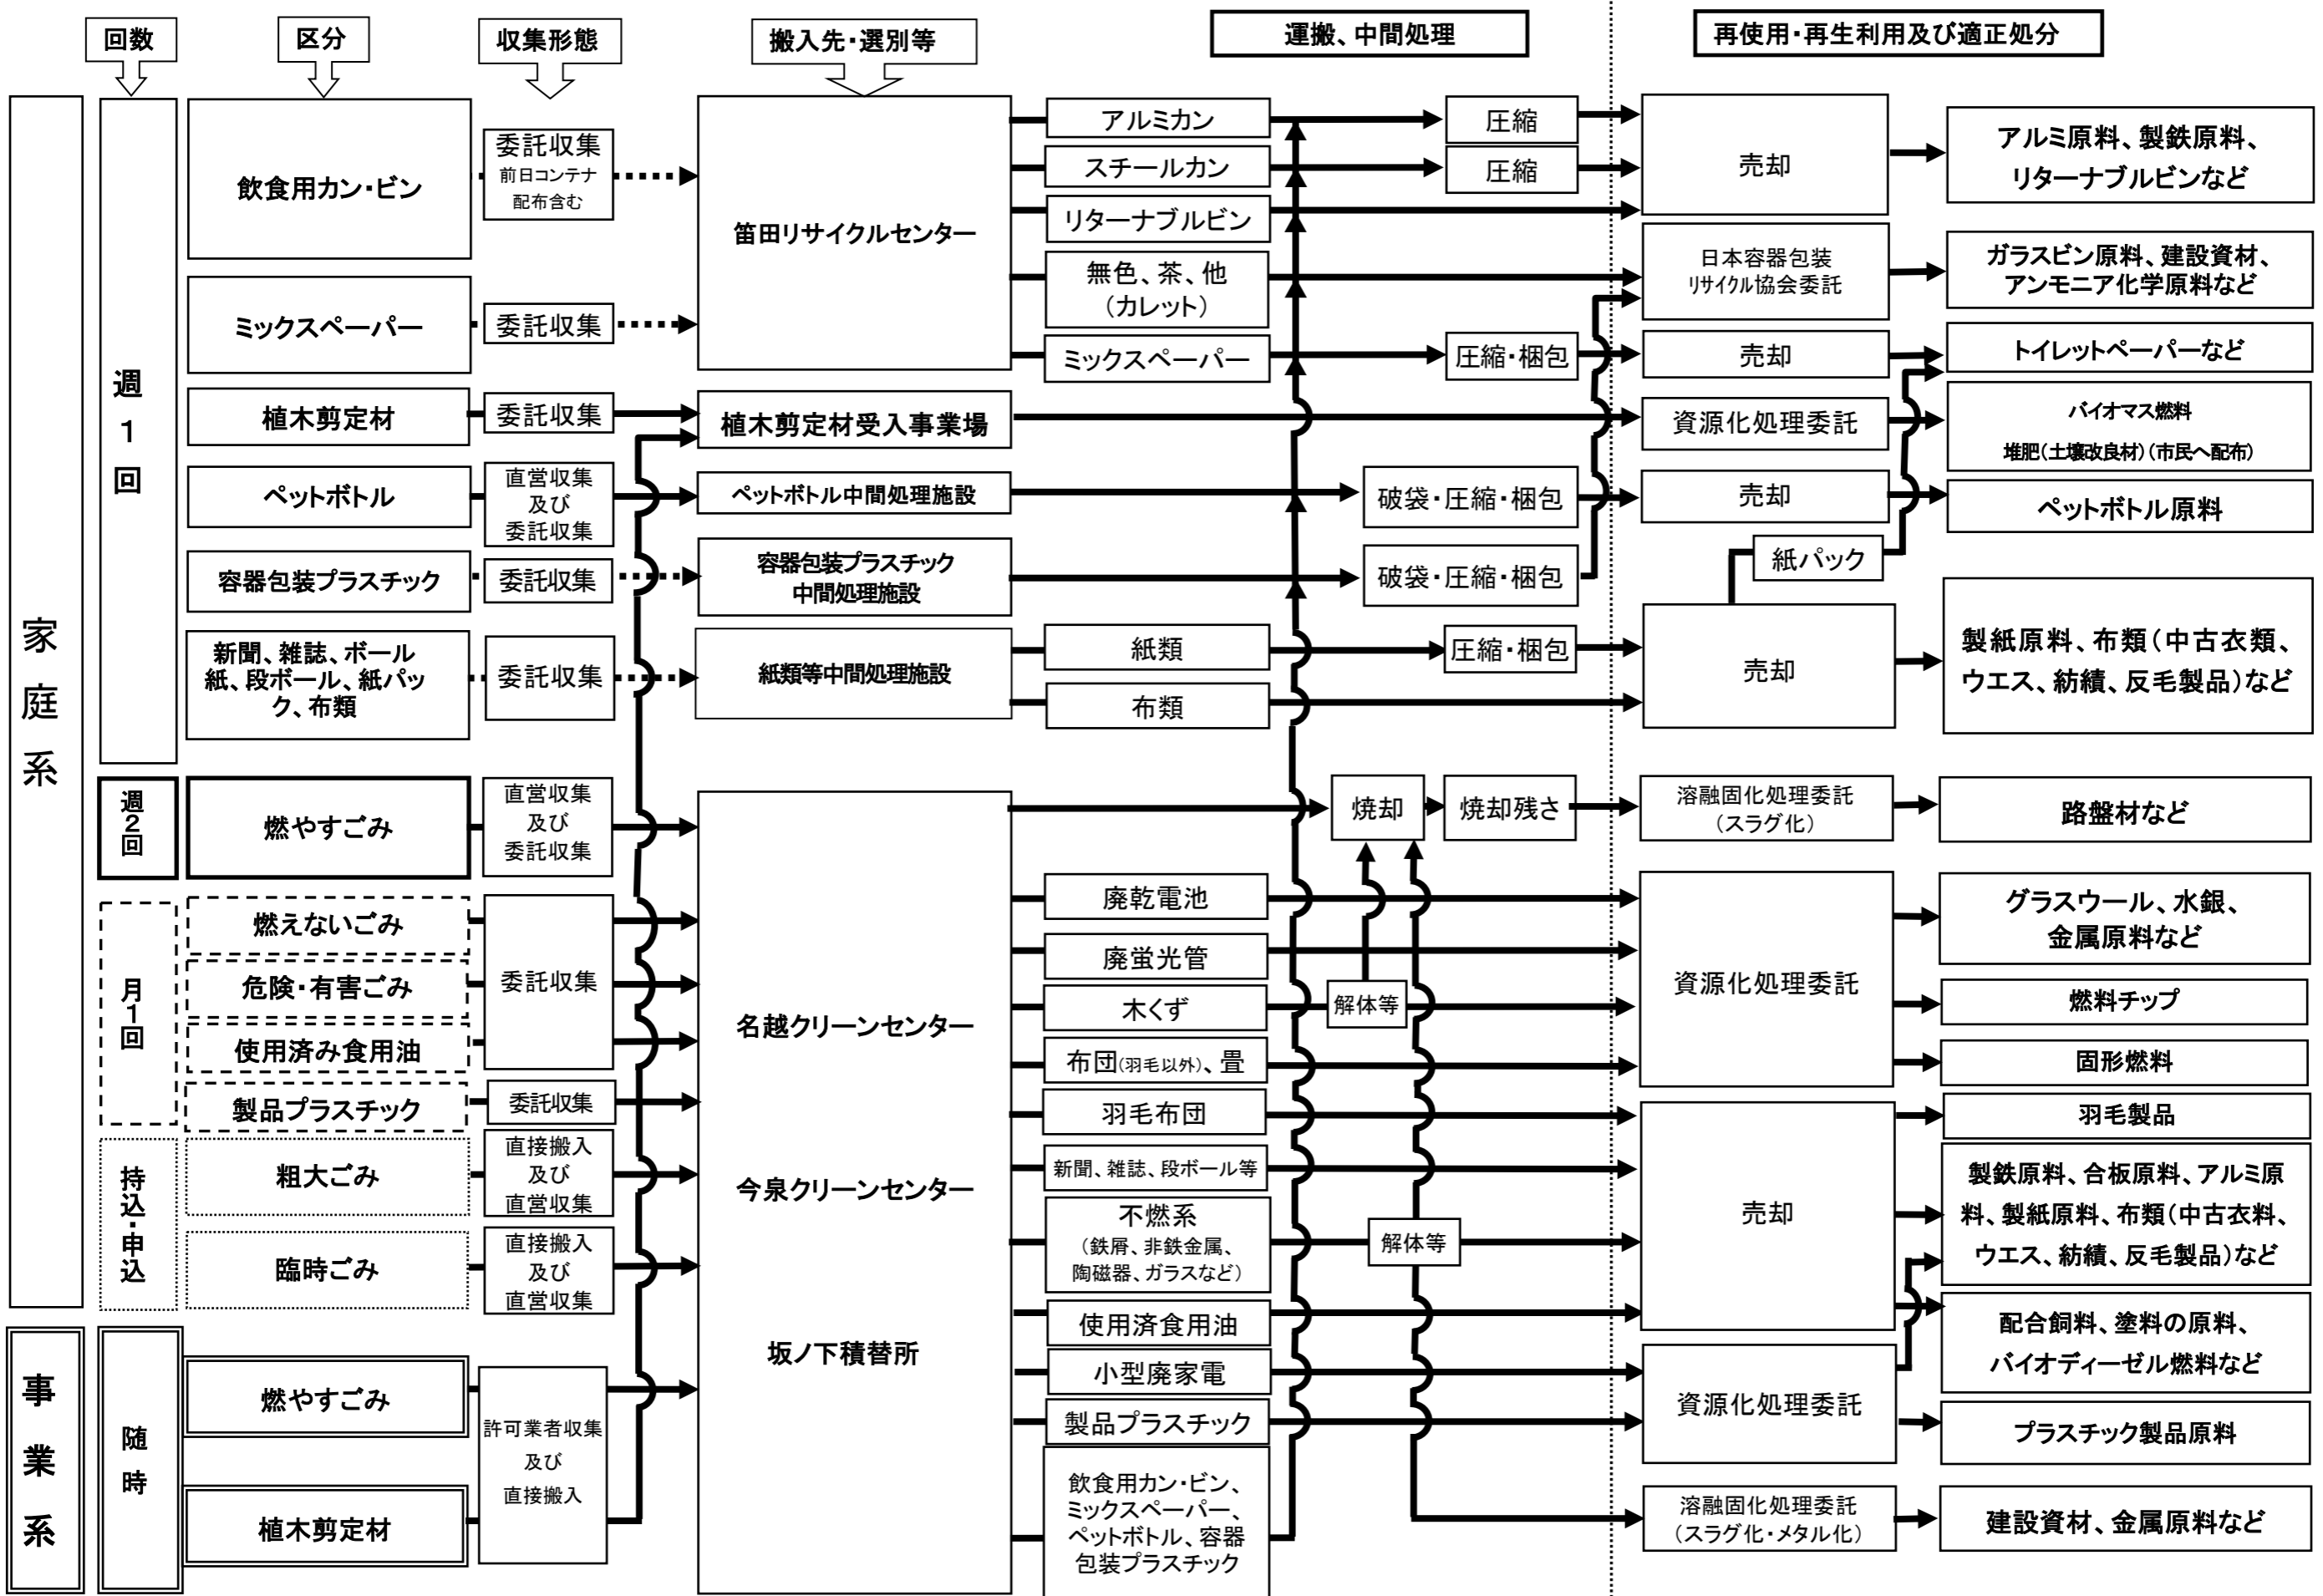 回数
区分
収集形態
搬入先・選別等
運搬、中間処理
再使用・再生利用及び適正処分
家庭系
週1回
飲食用カン・ビン
委託収集
前日コンテナ
配布含む
笛田リサイクルセンター
アルミカン
圧縮
スチールカン
圧縮
リターナブルビン
無色、茶、他
（カレット）
ミックスペーパー
圧縮・梱包
売却
アルミ原料、製鉄原料、
リターナブルビンなど
日本容器包装
リサイクル協会委託
ガラスビン原料、建設資材、
アンモニア化学原料など
売却
トイレットペーパーなど
ミックスペーパー
委託収集
植木剪定材
委託収集
植木剪定材受入事業場
資源化処理委託
バイオマス燃料
堆肥（土壌改良材）（市民へ配布）
ペットボトル
直営収集
及び
委託収集
ペットボトル中間処理施設
破袋・圧縮・梱包
売却
ペットボトル原料
容器包装プラスチック
委託収集
容器包装プラスチック
中間処理施設
破袋・圧縮・梱包
紙パック
新聞、雑誌、ボール
紙、段ボール、紙パッ
ク、布類
委託収集
紙類等中間処理施設
紙類
圧縮・梱包
布類
売却
製紙原料、布類（中古衣類、
ウエス、紡績、反毛製品）など
週2回
燃やすごみ
直営収集
及び
委託収集
焼却
焼却残さ
溶融固化処理委託
（スラグ化）
路盤材など
月1回
燃えないごみ
危険・有害ごみ
使用済み食用油
委託収集
製品プラスチック
委託収集
持込・申込
粗大ごみ
直接搬入
及び
直営収集
臨時ごみ
直接搬入
及び
直営収集
名越クリーンセンター
今泉クリーンセンター
坂ノ下積替所
廃乾電池
廃蛍光管
木くず
解体等
布団(羽毛以外)、畳
羽毛布団
新聞、雑誌、段ボール等
不燃系
（鉄屑、非鉄金属、
陶磁器、ガラスなど）
解体等
使用済食用油
小型廃家電
製品プラスチック
飲食用カン・ビン、
ミックスペーパー、
ペットボトル、容器
包装プラスチック
資源化処理委託
グラスウール、水銀、
金属原料など
燃料チップ
固形燃料
売却
羽毛製品
製鉄原料、合板原料、アルミ原
料、製紙原料、布類（中古衣料、
ウエス、紡績、反毛製品）など
配合飼料、塗料の原料、
バイオディーゼル燃料など
資源化処理委託
プラスチック製品原料
溶融固化処理委託
（スラグ化・メタル化）
建設資材、金属原料など
事業系
随時
燃やすごみ
許可業者収集
及び
直接搬入
植木剪定材